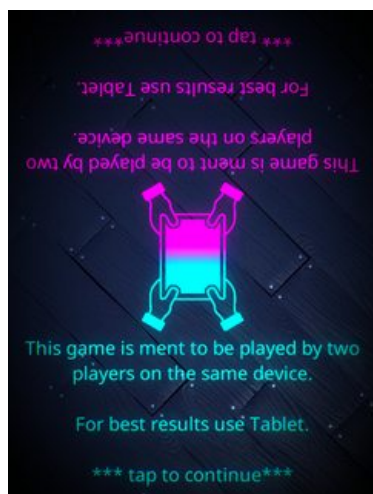 *** tap to continue***
For best results use Tablet.
This game is ment to be played by two
players on the same device.
This game is ment to be played by two
players on the same device.
For best results use Tablet.
*** tap to continue***